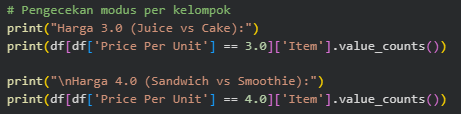 # Pengecekan modus per kelompok
print("Harga 3.0 (Juice vs Cake):")
print(df[df['Price Per Unit'] == 3.0]['Item'].value_counts())

print("\nHarga 4.0 (Sandwich vs Smoothie):")
print(df[df['Price Per Unit'] == 4.0]['Item'].value_counts())